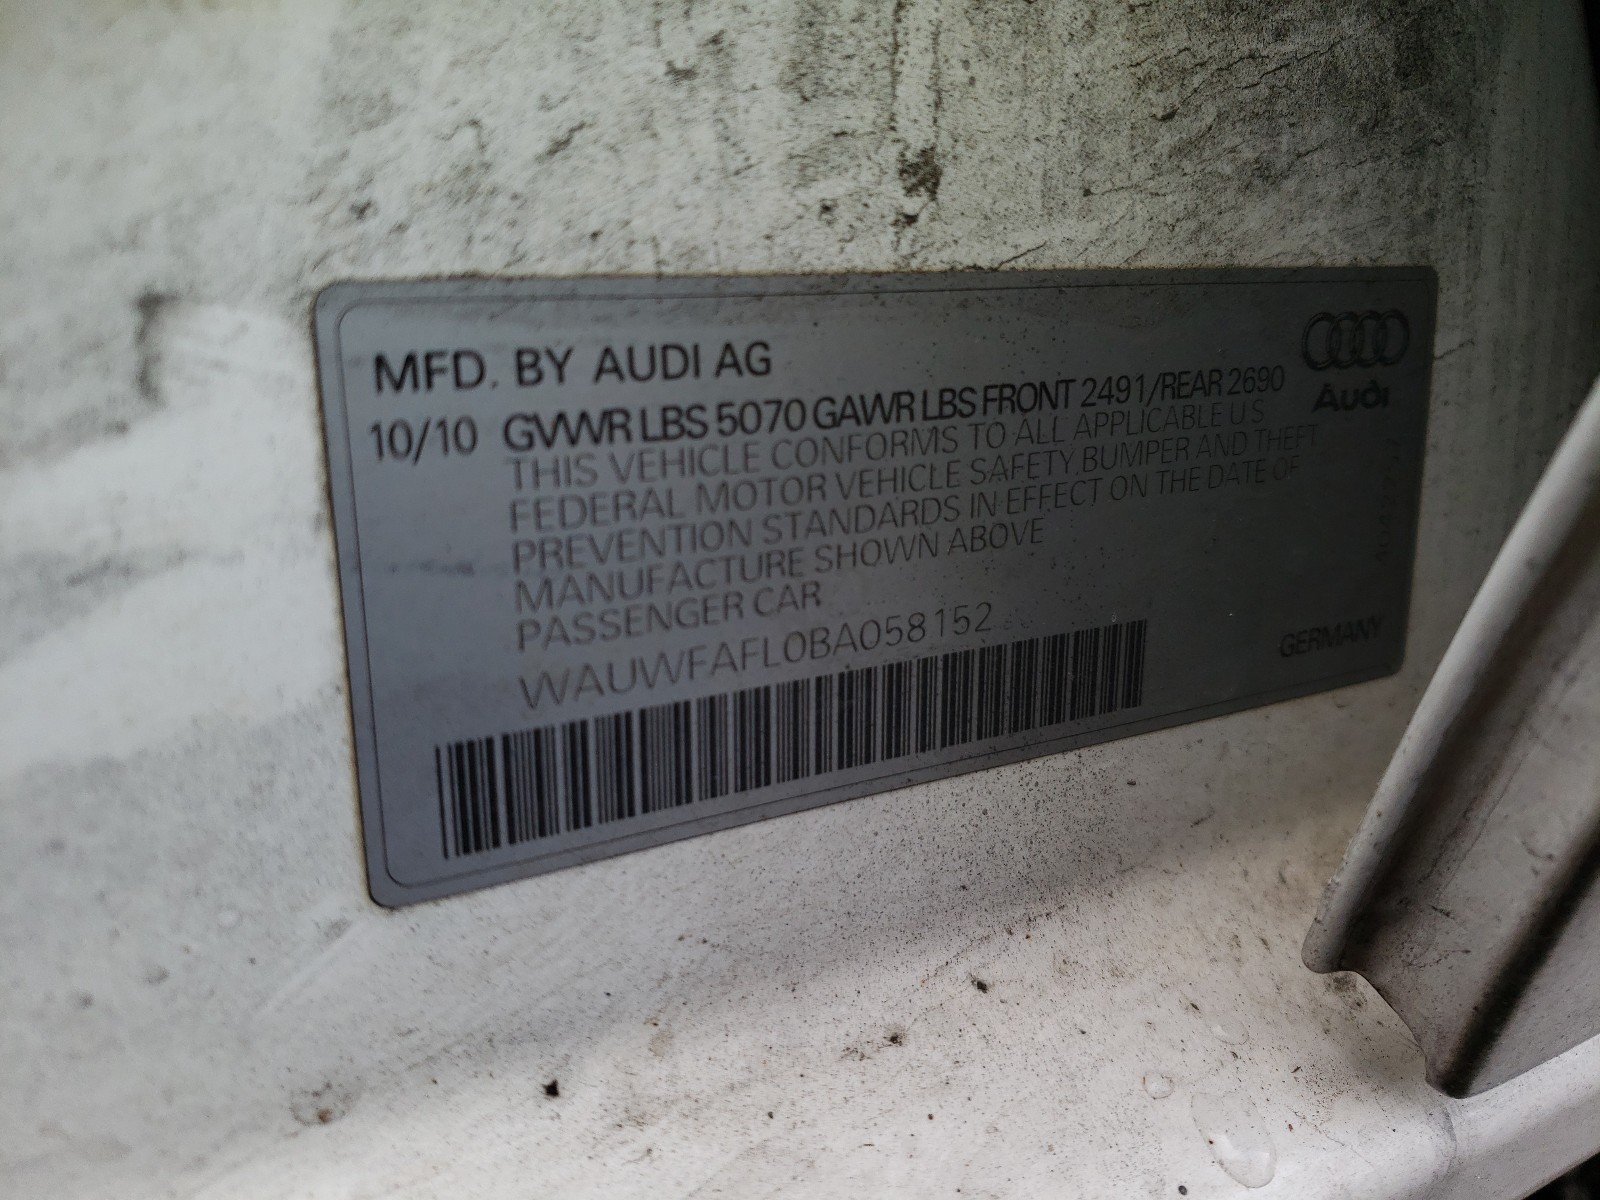 MFD. BY AUDI AG
10/10 GVWR LBS 5070 GAWR LBS FRONT 2491/REAR 2690
Audi
THIS VEHICLE CONFORMS TO ALL APPLICABLE U S
FEDERAL MOTOR VEHICLE SAFETY, BUMPER AND THEFT
PREVENTION STANDARDS IN EFFECT ON THE DATE OF
MANUFACTURE SHOWN ABOVE
PASSENGER CAR
WAUWFAFL0BA058152
GERMANY